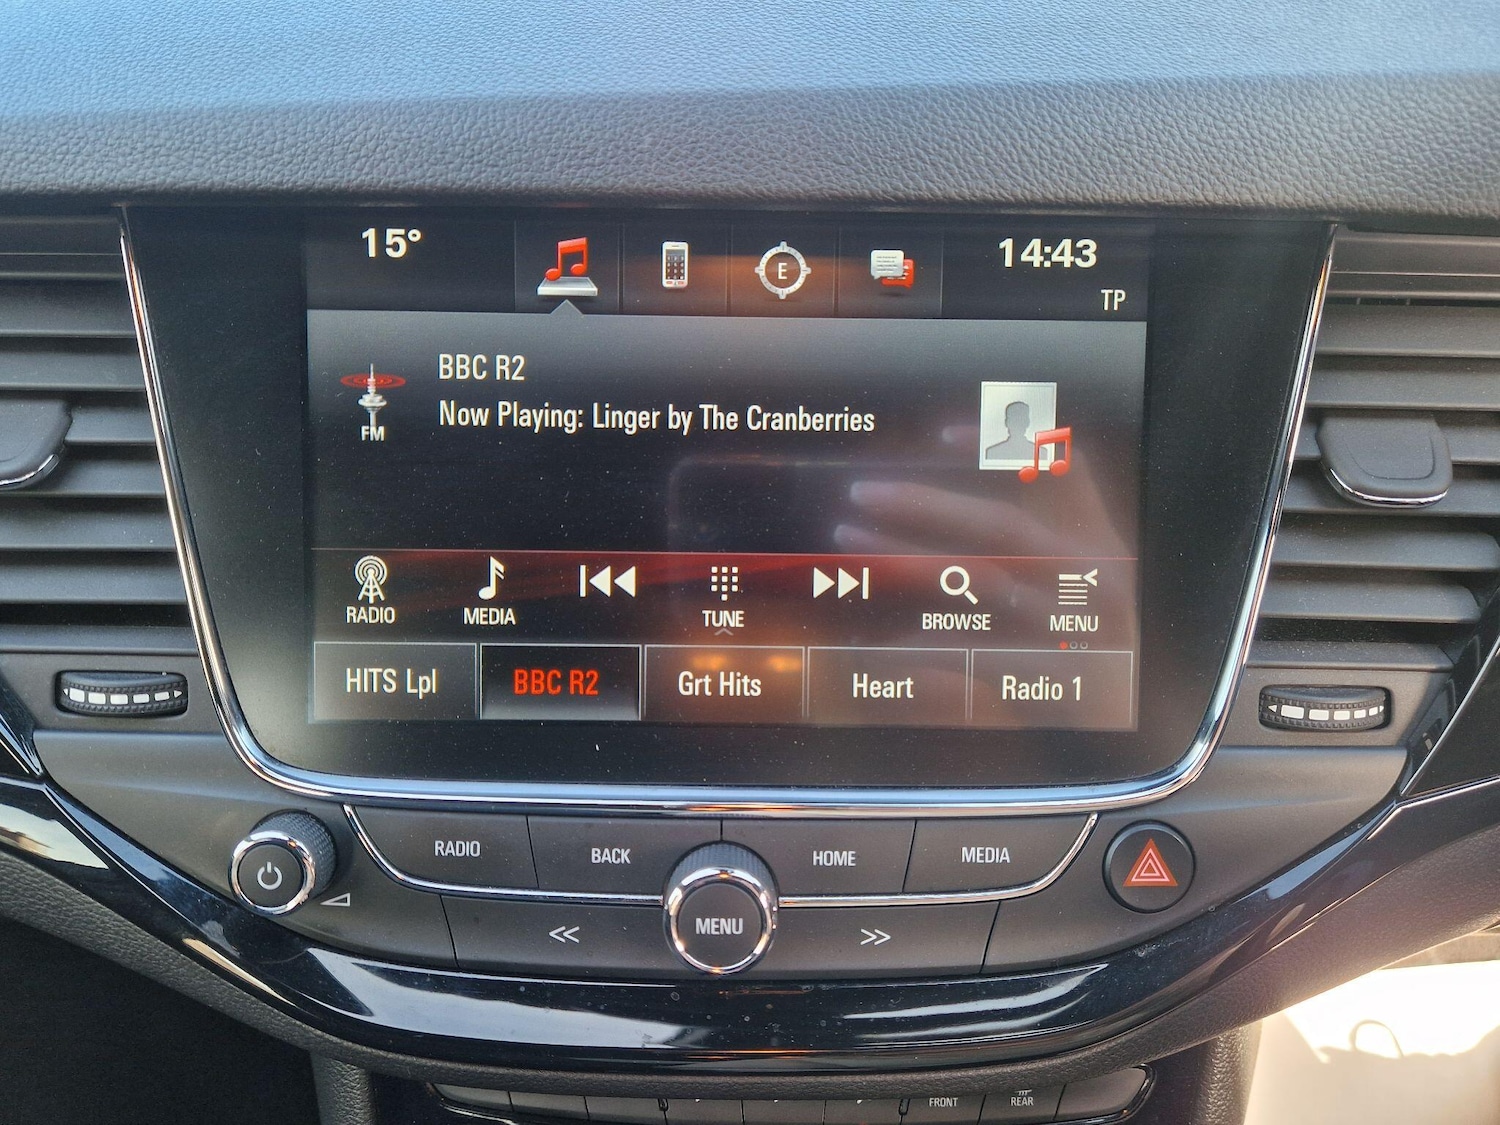 15° 14:43
E
TP
BBC R2
Now Playing: Linger by The Cranberries
FM
RADIO MEDIA TUNE BROWSE MENU
HITS Lpl BBC R2 Grt Hits Heart Radio 1
RADIO BACK HOME MEDIA
MENU
FRONT REAR